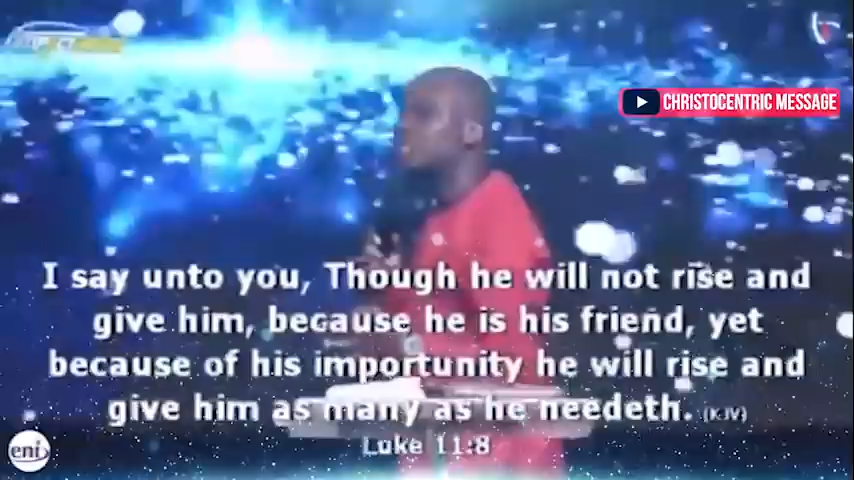 CHRISTOCENTRIC MESSAGE
I say unto you, Though he will not rise and
give him, because he is his friend, yet
because of his importunity he will rise and
give him as many as he needeth. (KJV)
Luke 11:8
eni